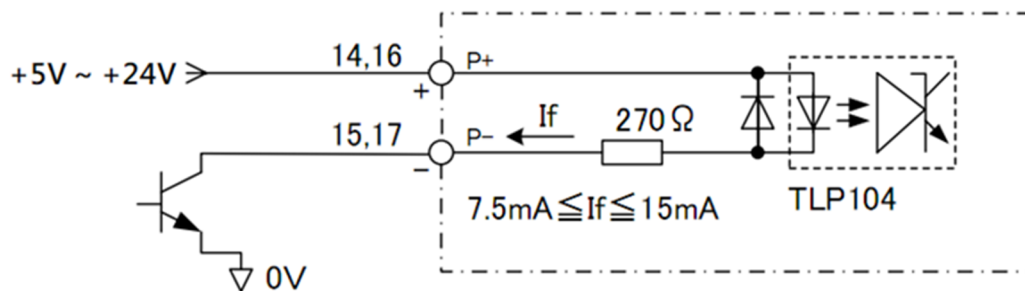 14,16
P+
+5V ~ +24V
+
If
270Ω
15,17
P-
-
7.5mA≦If≦15mA
TLP104
0V